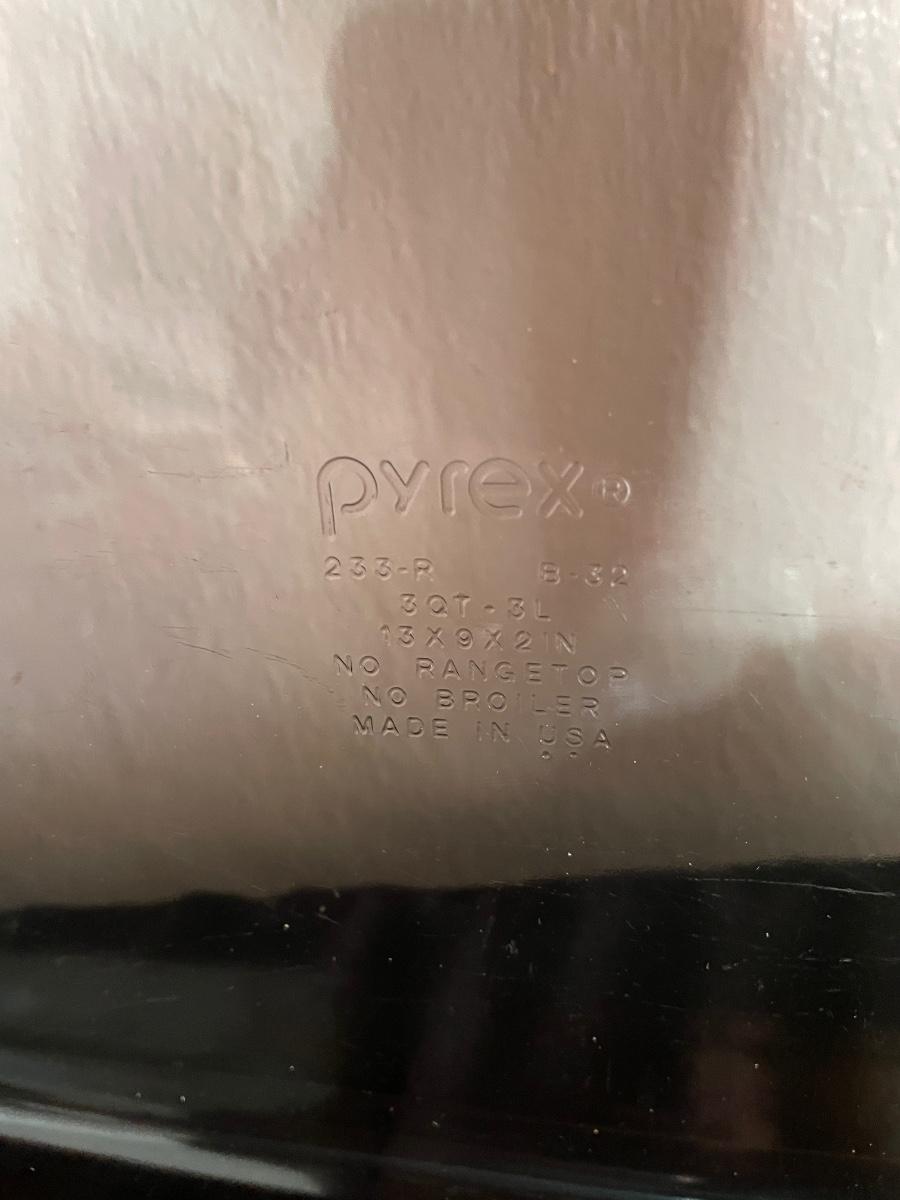 pyrex®
233-R B-32
3QT-3L
13X9X2IN
NO RANGETOP
NO BROILER
MADE IN USA